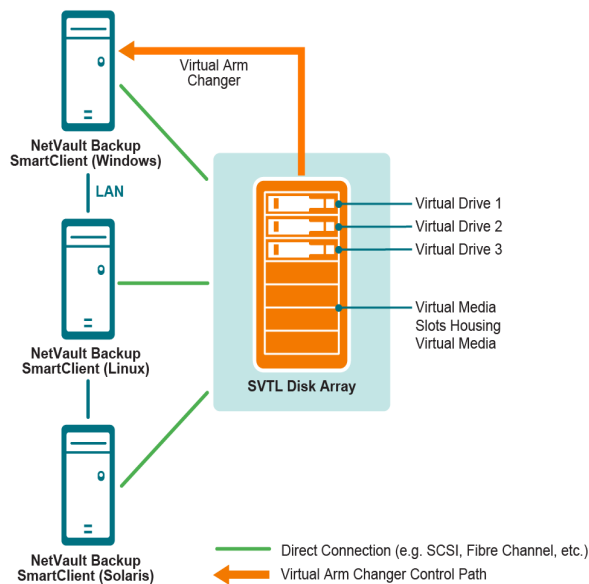 Virtual Arm
Changer
NetVault Backup
SmartClient (Windows)
LAN
Virtual Drive 1
Virtual Drive 2
Virtual Drive 3
Virtual Media
Slots Housing
Virtual Media
NetVault Backup
SmartClient (Linux)
SVTL Disk Array
NetVault Backup
SmartClient (Solaris)
Direct Connection (e.g. SCSI, Fibre Channel, etc.)
Virtual Arm Changer Control Path